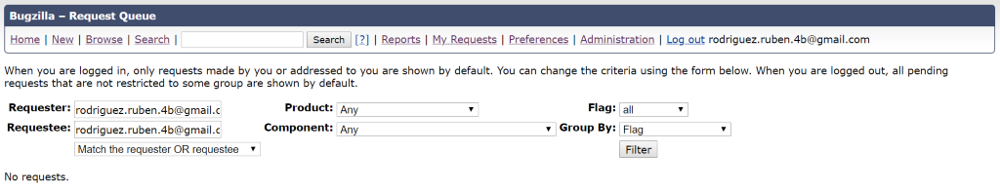 Bugzilla – Request Queue
Home | New | Browse | Search | Search [?] | Reports | My Requests | Preferences | Administration | Log out rodriguez.ruben.4b@gmail.com
When you are logged in, only requests made by you or addressed to you are shown by default. You can change the criteria using the form below. When you are logged out, all pending
requests that are not restricted to some group are shown by default.
Requester: rodriguez.ruben.4b@gmail.c Product: Any Flag: all
Requestee: rodriguez.ruben.4b@gmail.c Component: Any Group By: Flag
Match the requester OR requestee Filter
No requests.